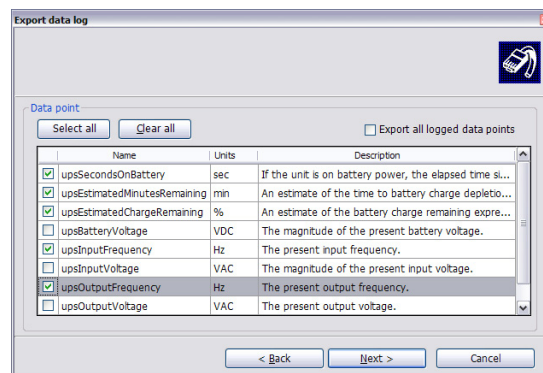 Export data log
Data point
Select all Clear all Export all logged data points
Name Units Description
upsSecondsOnBattery sec If the unit is on battery power, the elapsed time si...
upsEstimatedMinutesRemaining min An estimate of the time to battery charge depletio...
upsEstimatedChargeRemaining % An estimate of the battery charge remaining expre...
upsBatteryVoltage VDC The magnitude of the present battery voltage.
upsInputFrequency Hz The present input frequency.
upsInputVoltage VAC The magnitude of the present input voltage.
upsOutputFrequency Hz The present output frequency.
upsOutputVoltage VAC The present output voltage.
< Back Next > Cancel